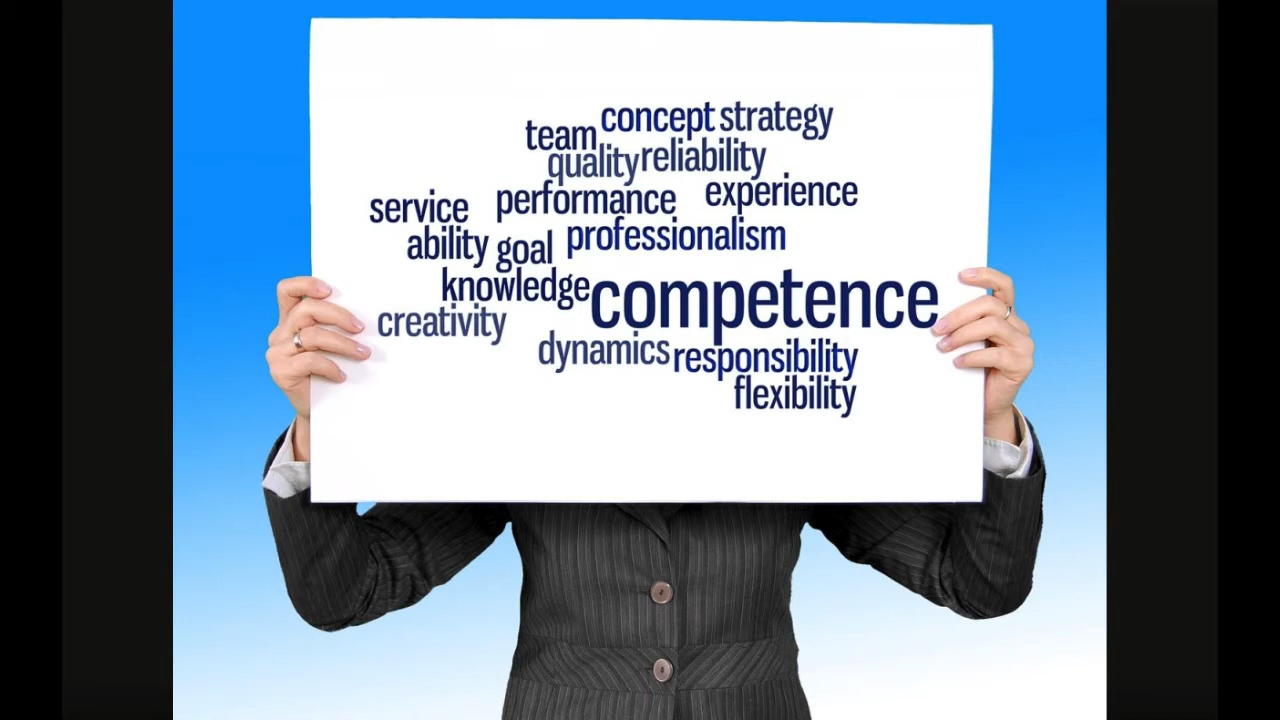 concept strategy
team
quality reliability
service performance experience
ability goal professionalism
knowledge competence
creativity
dynamics responsibility
flexibility